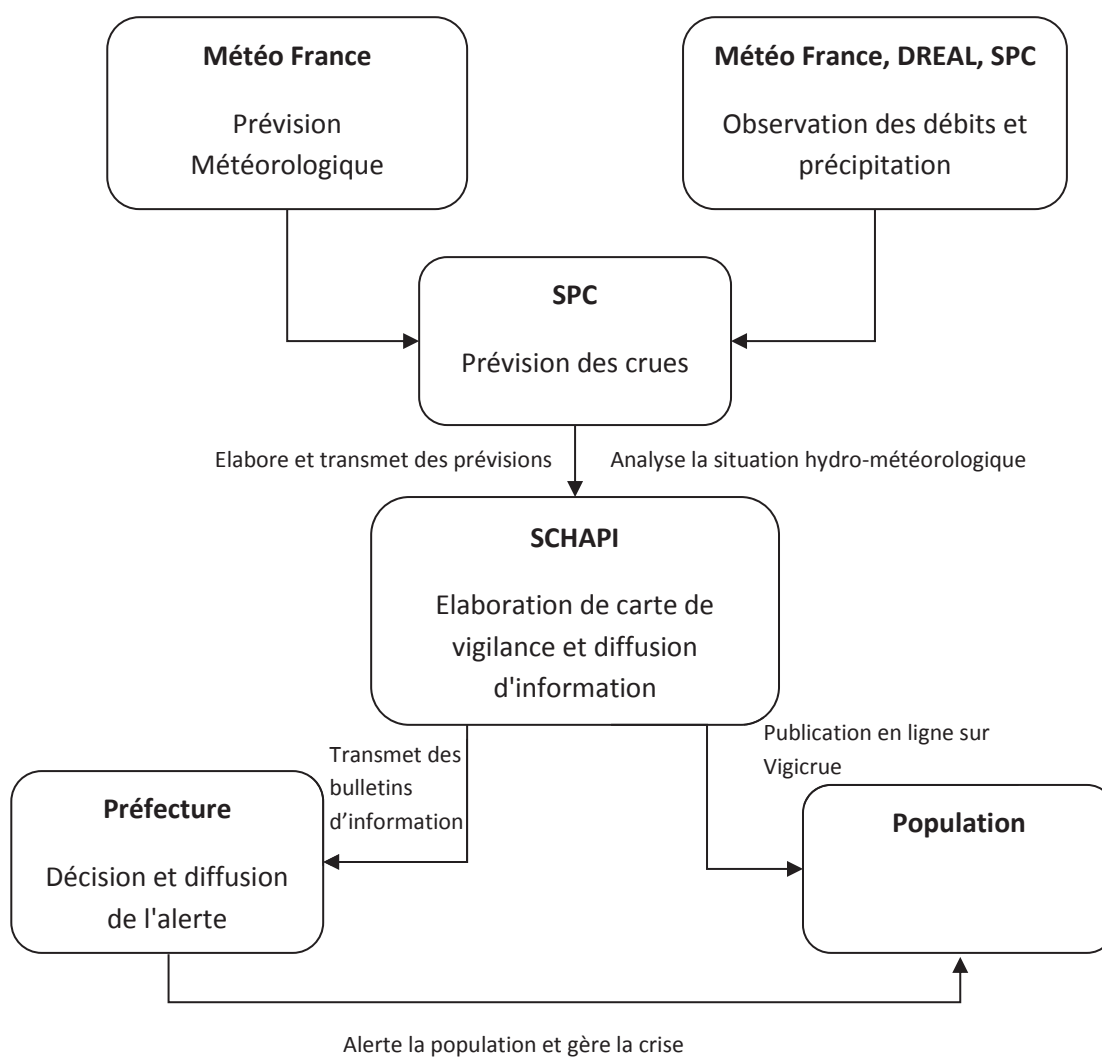 Météo France
Prévision
Météorologique
Météo France, DREAL, SPC
Observation des débits et
précipitation
SPC
Prévision des crues
Elabore et transmet des prévisions
Analyse la situation hydro-météorologique
SCHAPI
Elaboration de carte de
vigilance et diffusion
d'information
Transmet des
bulletins
d’information
Publication en ligne sur
Vigicrue
Préfecture
Décision et diffusion
de l'alerte
Population
Alerte la population et gère la crise